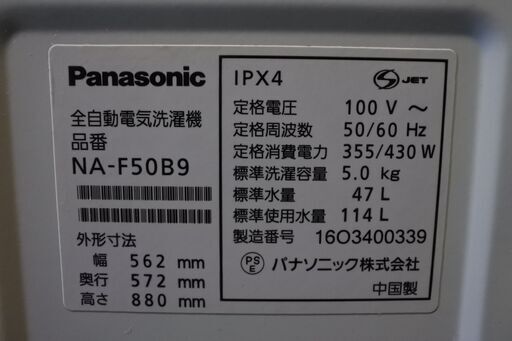 Panasonic
全自動電気洗濯機
品番
NA-F50B9
外形寸法
幅 562 mm
奥行 572 mm
高さ 880 mm
IPX4
S JET
定格電圧 100 V ～
定格周波数 50/60 Hz
定格消費電力 355/430 W
標準洗濯容量 5.0 kg
標準水量 47 L
標準使用水量 114 L
製造番号 16O3400339
PS E パナソニック株式会社
中国製